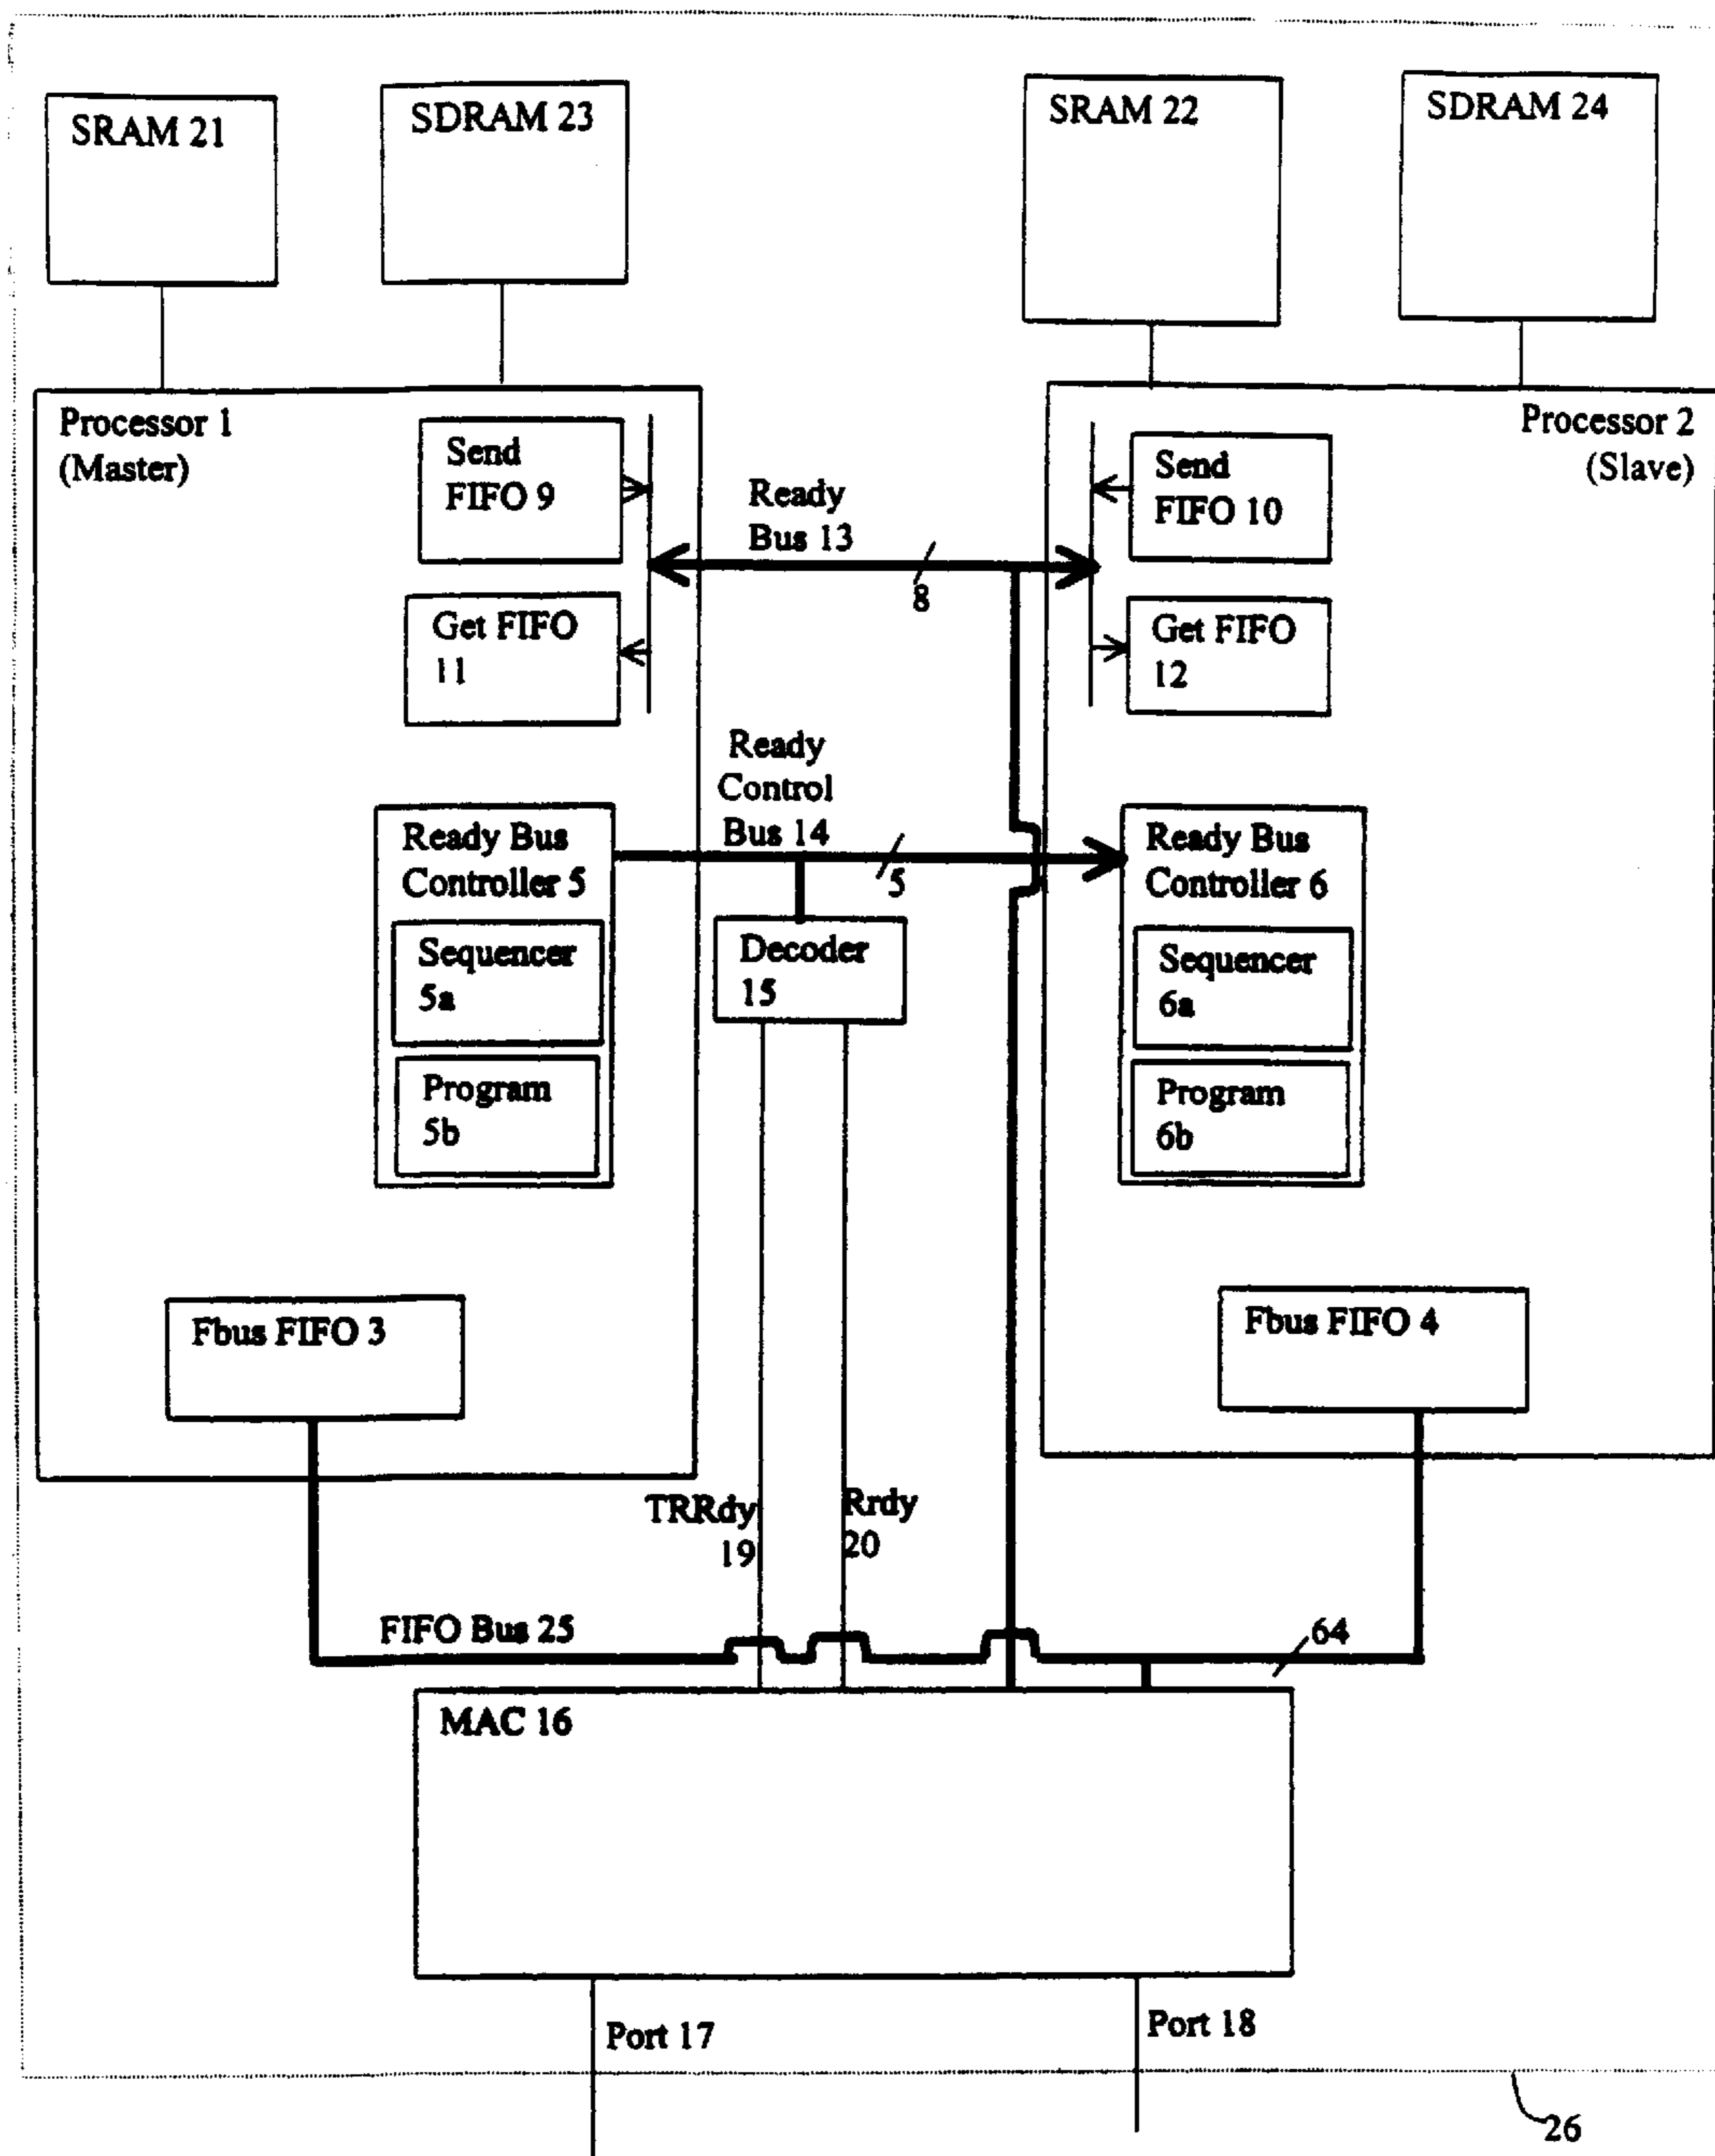 SRAM 21
SDRAM 23
SRAM 22
SDRAM 24
Processor 1
(Master)
Processor 2
(Slave)
Send
FIFO 9
Ready
Bus 13
8
Send
FIFO 10
Get FIFO
11
Get FIFO
12
Ready
Control
Bus 14
5
Ready Bus
Controller 5
Sequencer
5a
Program
5b
Decoder
15
Ready Bus
Controller 6
Sequencer
6a
Program
6b
Fbus FIFO 3
Fbus FIFO 4
TRRdy
19
Rrdy
20
FIFO Bus 25
64
MAC 16
Port 17
Port 18
26